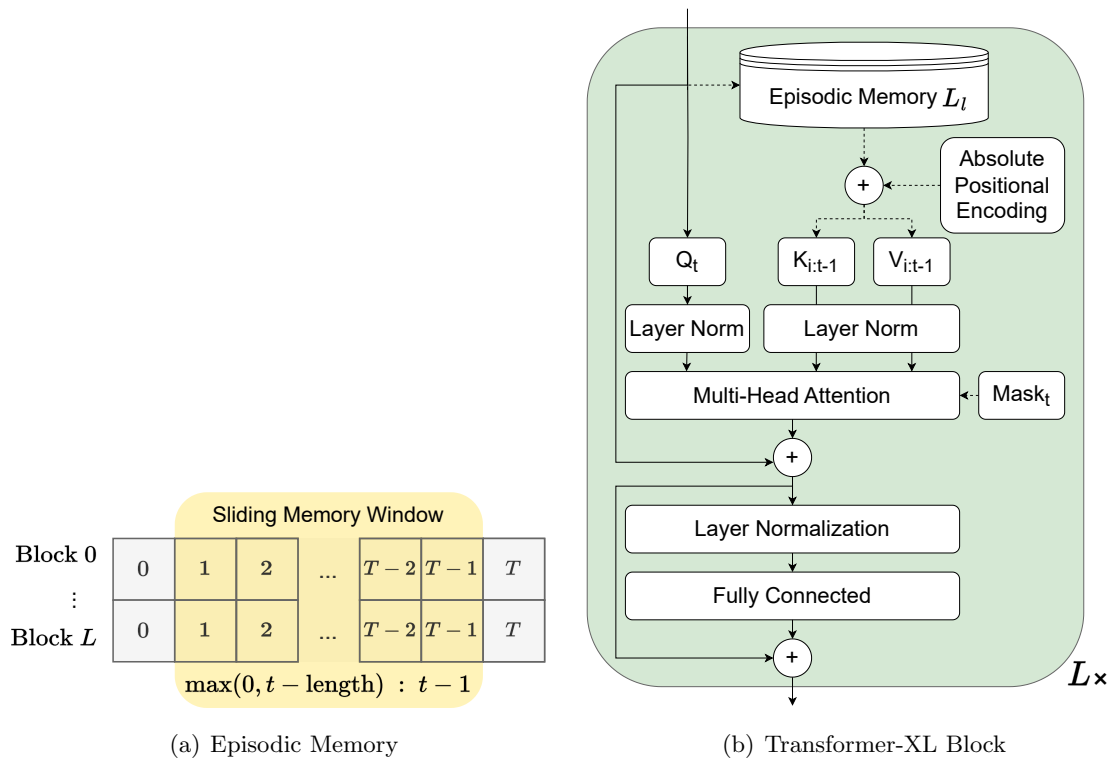 Sliding Memory Window
Block 0
0 1 2 ... T − 2 T − 1 T
⋮
Block L
0 1 2 ... T − 2 T − 1 T
max(0, t − length) : t − 1
(a) Episodic Memory
Episodic Memory L_l
Absolute
Positional
Encoding
+
Q_t
K_{i:t-1}
V_{i:t-1}
Layer Norm
Layer Norm
Multi-Head Attention
Mask_t
+
Layer Normalization
Fully Connected
+
L×
(b) Transformer-XL Block